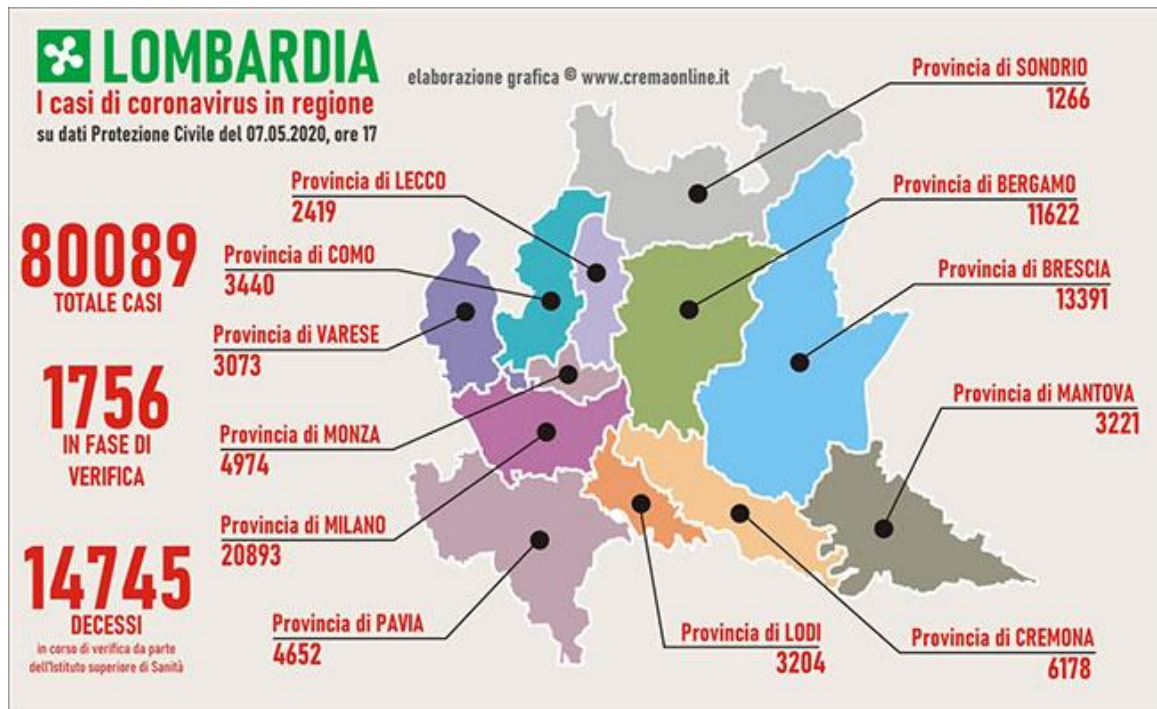 LOMBARDIA
I casi di coronavirus in regione
su dati Protezione Civile del 07.05.2020, ore 17
elaborazione grafica © www.cremaonline.it
80089
TOTALE CASI
1756
IN FASE DI
VERIFICA
14745
DECESSI
in corso di verifica da parte
dell'Istituto superiore di Sanità
Provincia di LECCO
2419
Provincia di COMO
3440
Provincia di VARESE
3073
Provincia di MONZA
4974
Provincia di MILANO
20893
Provincia di PAVIA
4652
Provincia di SONDRIO
1266
Provincia di BERGAMO
11622
Provincia di BRESCIA
13391
Provincia di MANTOVA
3221
Provincia di LODI
3204
Provincia di CREMONA
6178